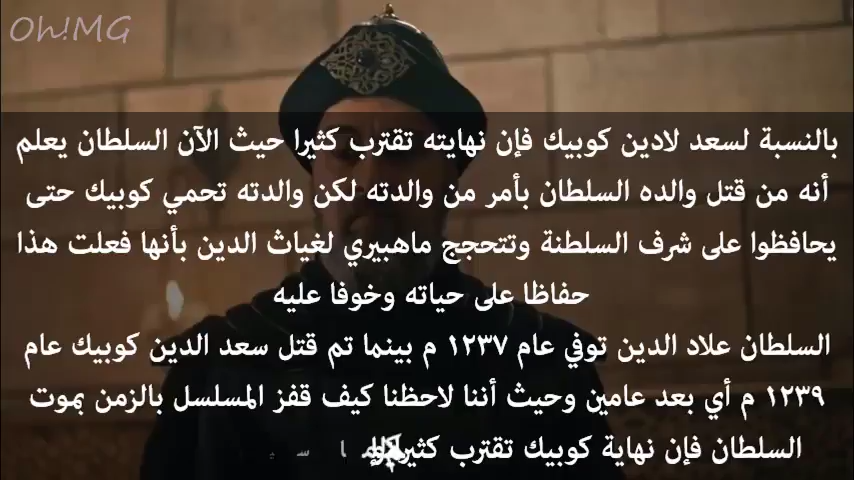 Oh!MG
بالنسبة لسعد لادين كوبيك فإن نهايته تقترب كثيرا حيث الآن السلطان يعلم
أنه من قتل والده السلطان بأمر من والدته لكن والدته تحمي كوبيك حتى
يحافظوا على شرف السلطنة وتتحجج ماهبيري لغياث الدين بأنها فعلت هذا
حفاظا على حياته وخوفا عليه
السلطان علاد الدين توفي عام ١٢٣٧ م بينما تم قتل سعد الدين كوبيك عام
١٢٣٩ م أي بعد عامين وحيث أننا لاحظنا كيف قفز المسلسل بالزمن بموت
السلطان فإن نهاية كوبيك تقترب كثيرا